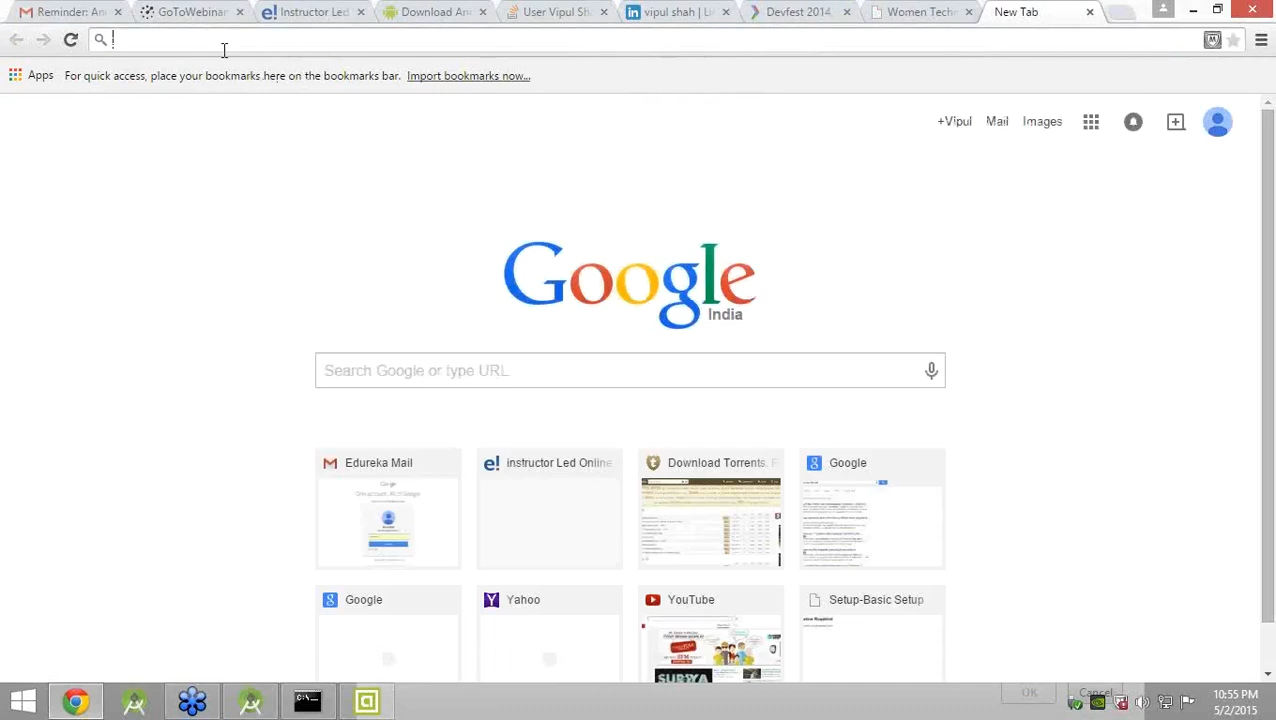 Reminder: An
GoToWebinar
Instructor Led
Download An
User Vipul Sh
vipul shah | L
Devfest 2014
Women Tech
New Tab
Apps
For quick access, place your bookmarks here on the bookmarks bar.
Import bookmarks now...
+Vipul
Mail
Images
Google
India
Search Google or type URL
Edureka Mail
instructor Led Online
Download Torrents.
Google
Google
Yahoo
YouTube
Setup-Basic Setup
OK
Cancel
10:55 PM
5/2/2015